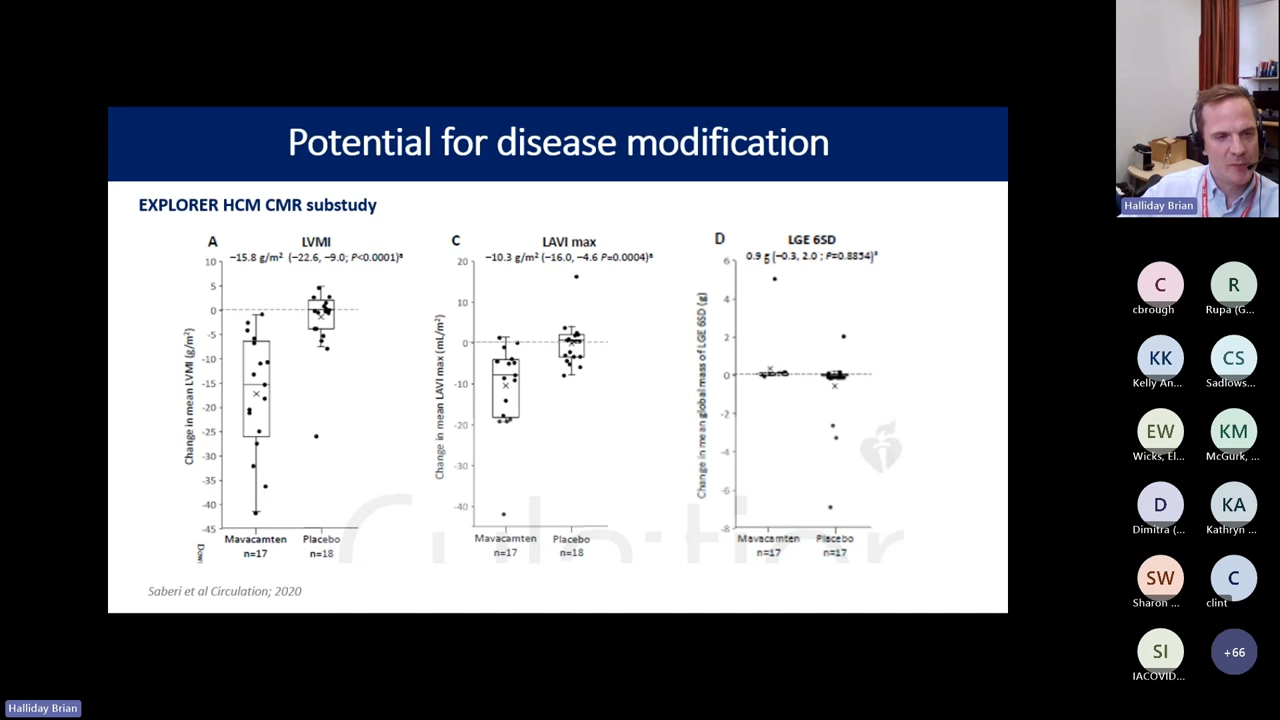 Potential for disease modification
EXPLORER HCM CMR substudy
A
LVMI
−15.8 g/m² (−22.6, −9.0; P<0.0001)ᵃ
Change in mean LVMI (g/m²)
10
5
0
-5
-10
-15
-20
-25
-30
-35
-40
-45
Mavacamten
n=17
Placebo
n=18
C
LAVI max
−10.3 g/m² (−16.0, −4.6 P=0.0004)ᵃ
Change in mean LAVI max (mL/m²)
20
10
0
-10
-20
-30
-40
Mavacamten
n=17
Placebo
n=18
D
LGE 6SD
0.9 g (−0.3, 2.0 ; P=0.8854)ᵃ
Change in mean global mass of LGE 6SD (g)
6
4
2
0
-2
-4
-6
-8
Mavacamten
n=17
Placebo
n=17
Saberi et al Circulation; 2020
Halliday Brian
C
cbrough
R
Rupa (G...
KK
Kelly An...
CS
Sadlows...
EW
Wicks, El...
KM
McGurk, ...
D
Dimitra (...
KA
Kathryn ...
SW
Sharon ...
C
clint
SI
IACOVID...
+66
Halliday Brian